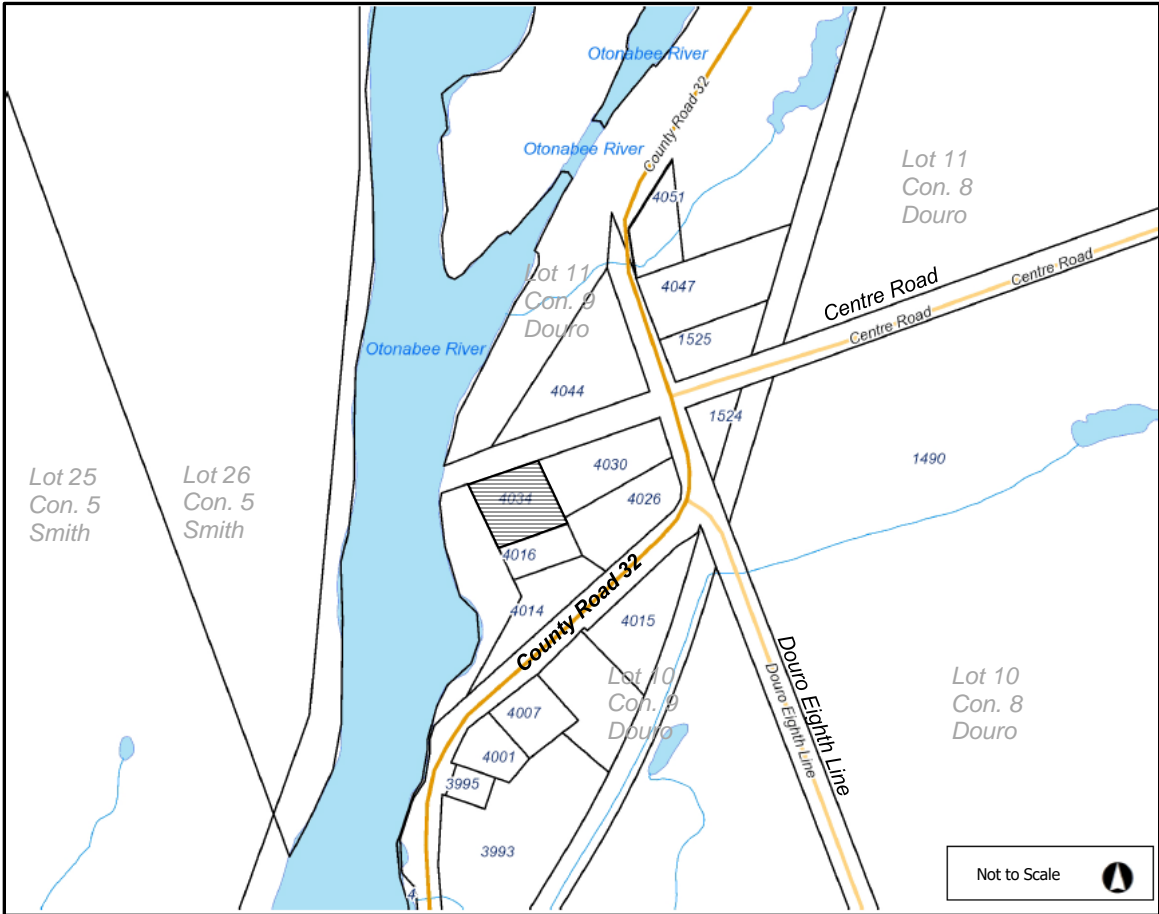 Otonabee River
County Road 32
Otonabee River
Lot 11
Con. 8
Douro
4051
Lot 11
Con. 9
Douro
4047
Centre Road
Centre Road
Centre Road
1525
Otonabee River
4044
1524
4030
1490
Lot 25
Con. 5
Smith
Lot 26
Con. 5
Smith
4034
4026
4016
County Road 32
4014
4015
Douro Eighth Line
Douro Eighth Line
Lot 10
Con. 9
Douro
Lot 10
Con. 8
Douro
4007
4001
3995
3993
4
Not to Scale